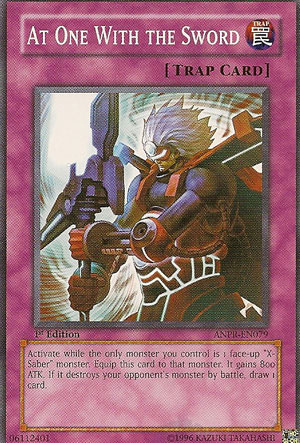 AT ONE WITH THE SWORD
TRAP
罠
[TRAP CARD]
1st Edition
ANPR-EN079
Activate while the only monster you control is 1 face-up "X-
Saber" monster. Equip this card to that monster. It gains 800
ATK. If it destroys your opponent's monster by battle, draw 1
card.
06112401
©1996 KAZUKI TAKAHASHI